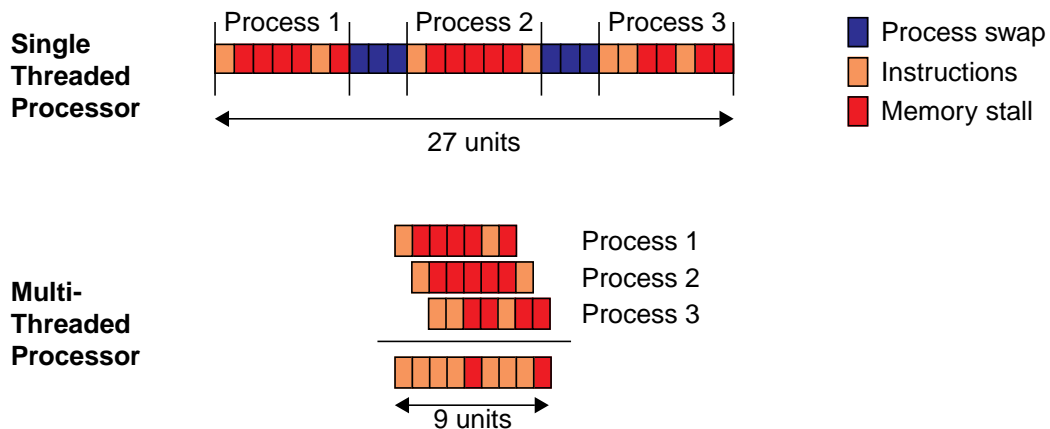 Process 1 Process 2 Process 3
Single
Threaded
Processor
27 units
Process swap
Instructions
Memory stall
Multi-
Threaded
Processor
Process 1
Process 2
Process 3
9 units